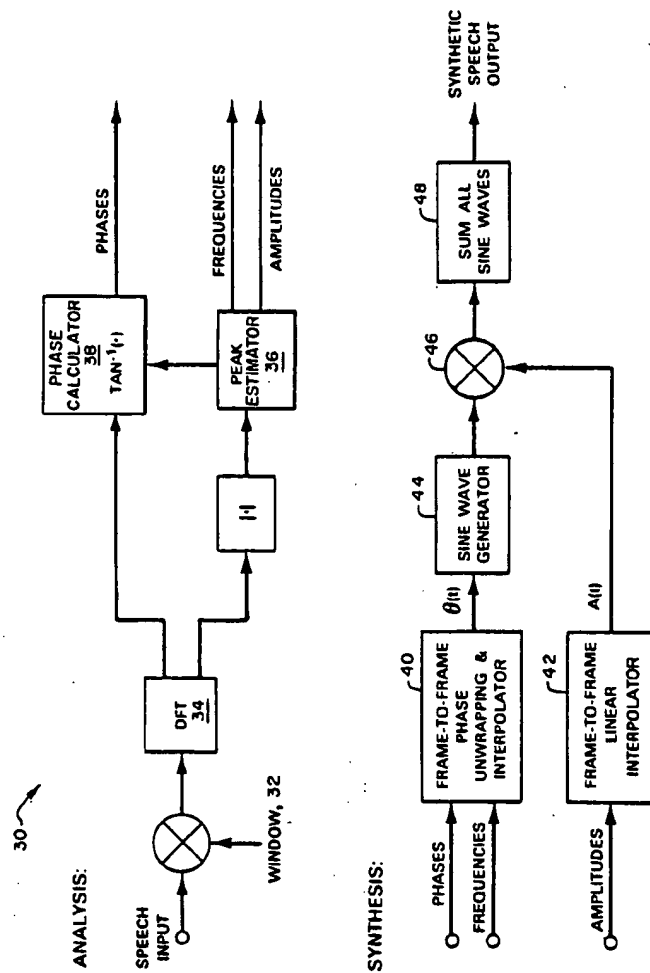 30
ANALYSIS:
SPEECH
INPUT
WINDOW, 32
DFT
34
|·|
PHASE
CALCULATOR
38
TAN⁻¹(·)
PEAK
ESTIMATOR
36
PHASES
FREQUENCIES
AMPLITUDES
SYNTHESIS:
PHASES
FREQUENCIES
AMPLITUDES
40
FRAME-TO-FRAME
PHASE
UNWRAPPING &
INTERPOLATOR
42
FRAME-TO-FRAME
LINEAR
INTERPOLATOR
θ(t)
A(t)
44
SINE WAVE
GENERATOR
46
48
SUM ALL
SINE WAVES
SYNTHETIC
SPEECH
OUTPUT